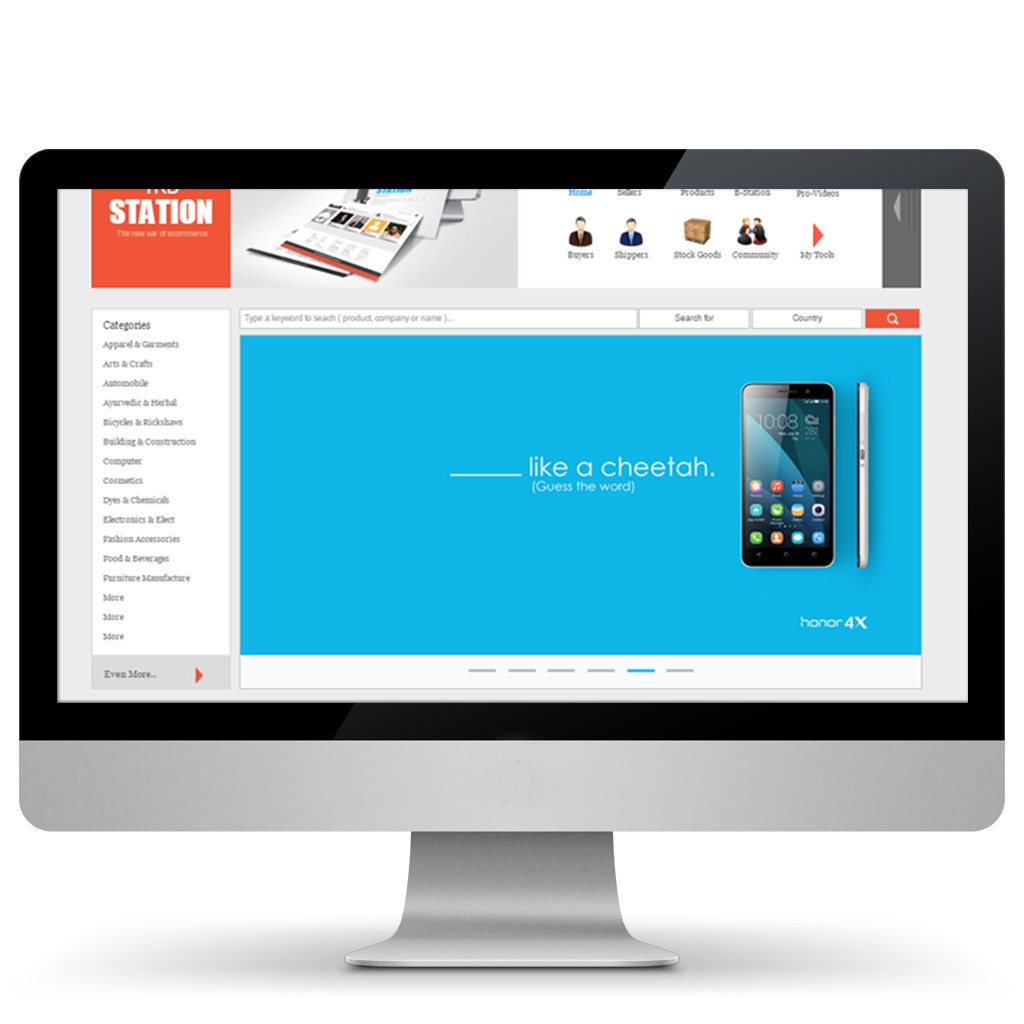 STATION
The new ear of ecommerce
STATION
Home
Sellers
Products
E-Station
Pro-Videos
Buyers
Shippers
Stock Goods
Community
My Tools
Type a keyword to seach ( product, company or name )...
Search for
Country
Categories
Apparel & Garments
Arts & Crafts
Automobile
Ayurvedic & Herbal
Bicycles & Rickshaws
Building & Construction
Computer
Cosmetics
Dyes & Chemicals
Electronics & Elect
Fashion Accessories
Food & Beverages
Furniture Manufacture
More
More
More
Even More...
______ like a cheetah.
(Guess the word)
10:08
28
honor 4X